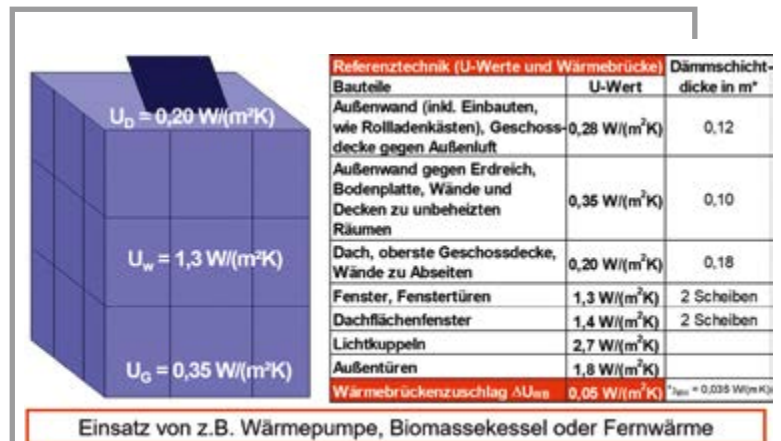 U_D = 0,20 W/(m²K)
U_w = 1,3 W/(m²K)
U_G = 0,35 W/(m²K)
Referenztechnik (U-Werte und Wärmebrücke) Dämmschicht-
Bauteile U-Wert dicke in m*
Außenwand (inkl. Einbauten,
wie Rollladenkästen), Geschoss- 0,28 W/(m²K) 0,12
decke gegen Außenluft
Außenwand gegen Erdreich,
Bodenplatte, Wände und 0,35 W/(m²K) 0,10
Decken zu unbeheizten
Räumen
Dach, oberste Geschossdecke, 0,20 W/(m²K) 0,18
Wände zu Abseiten
Fenster, Fenstertüren 1,3 W/(m²K) 2 Scheiben
Dachflächenfenster 1,4 W/(m²K) 2 Scheiben
Lichtkuppeln 2,7 W/(m²K)
Außentüren 1,8 W/(m²K)
Wärmebrückenzuschlag ΔU_WB 0,05 W/(m²K) = 0,035 W/(mK)
Einsatz von z.B. Wärmepumpe, Biomassekessel oder Fernwärme